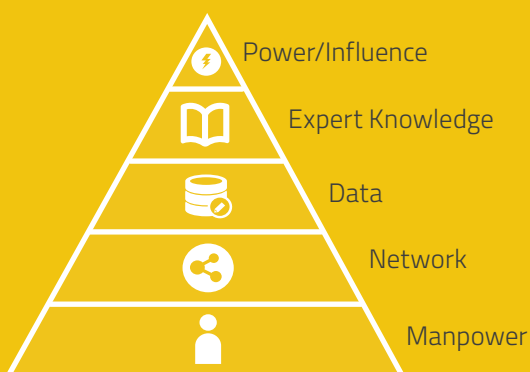 Power/Influence
Expert Knowledge
Data
Network
Manpower